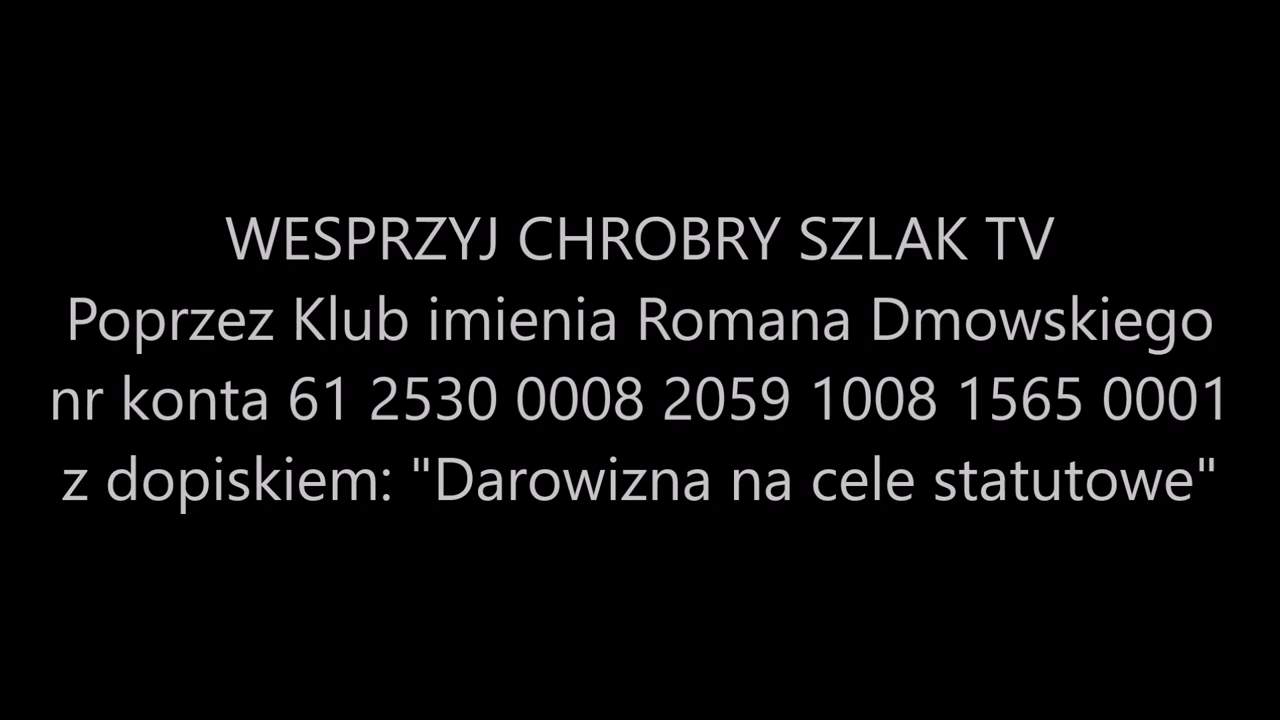 WESPRZYJ CHROBRY SZLAK TV
Poprzez Klub imienia Romana Dmowskiego
nr konta 61 2530 0008 2059 1008 1565 0001
z dopiskiem: "Darowizna na cele statutowe"